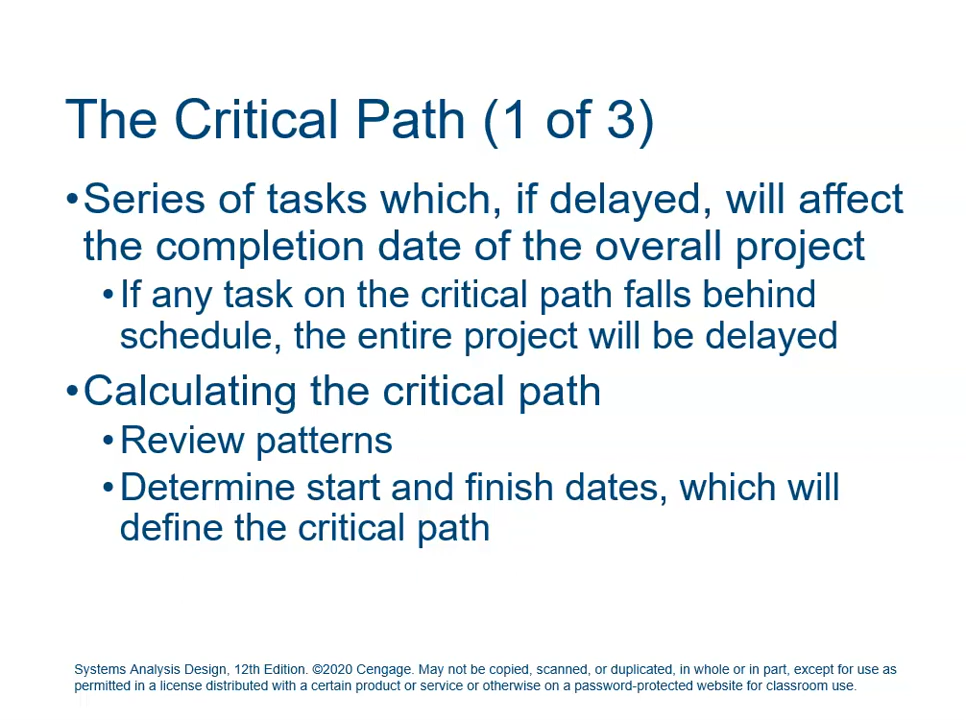 The Critical Path (1 of 3)
•Series of tasks which, if delayed, will affect
the completion date of the overall project
•If any task on the critical path falls behind
schedule, the entire project will be delayed
•Calculating the critical path
•Review patterns
•Determine start and finish dates, which will
define the critical path
Systems Analysis Design, 12th Edition. ©2020 Cengage. May not be copied, scanned, or duplicated, in whole or in part, except for use as
permitted in a license distributed with a certain product or service or otherwise on a password-protected website for classroom use.